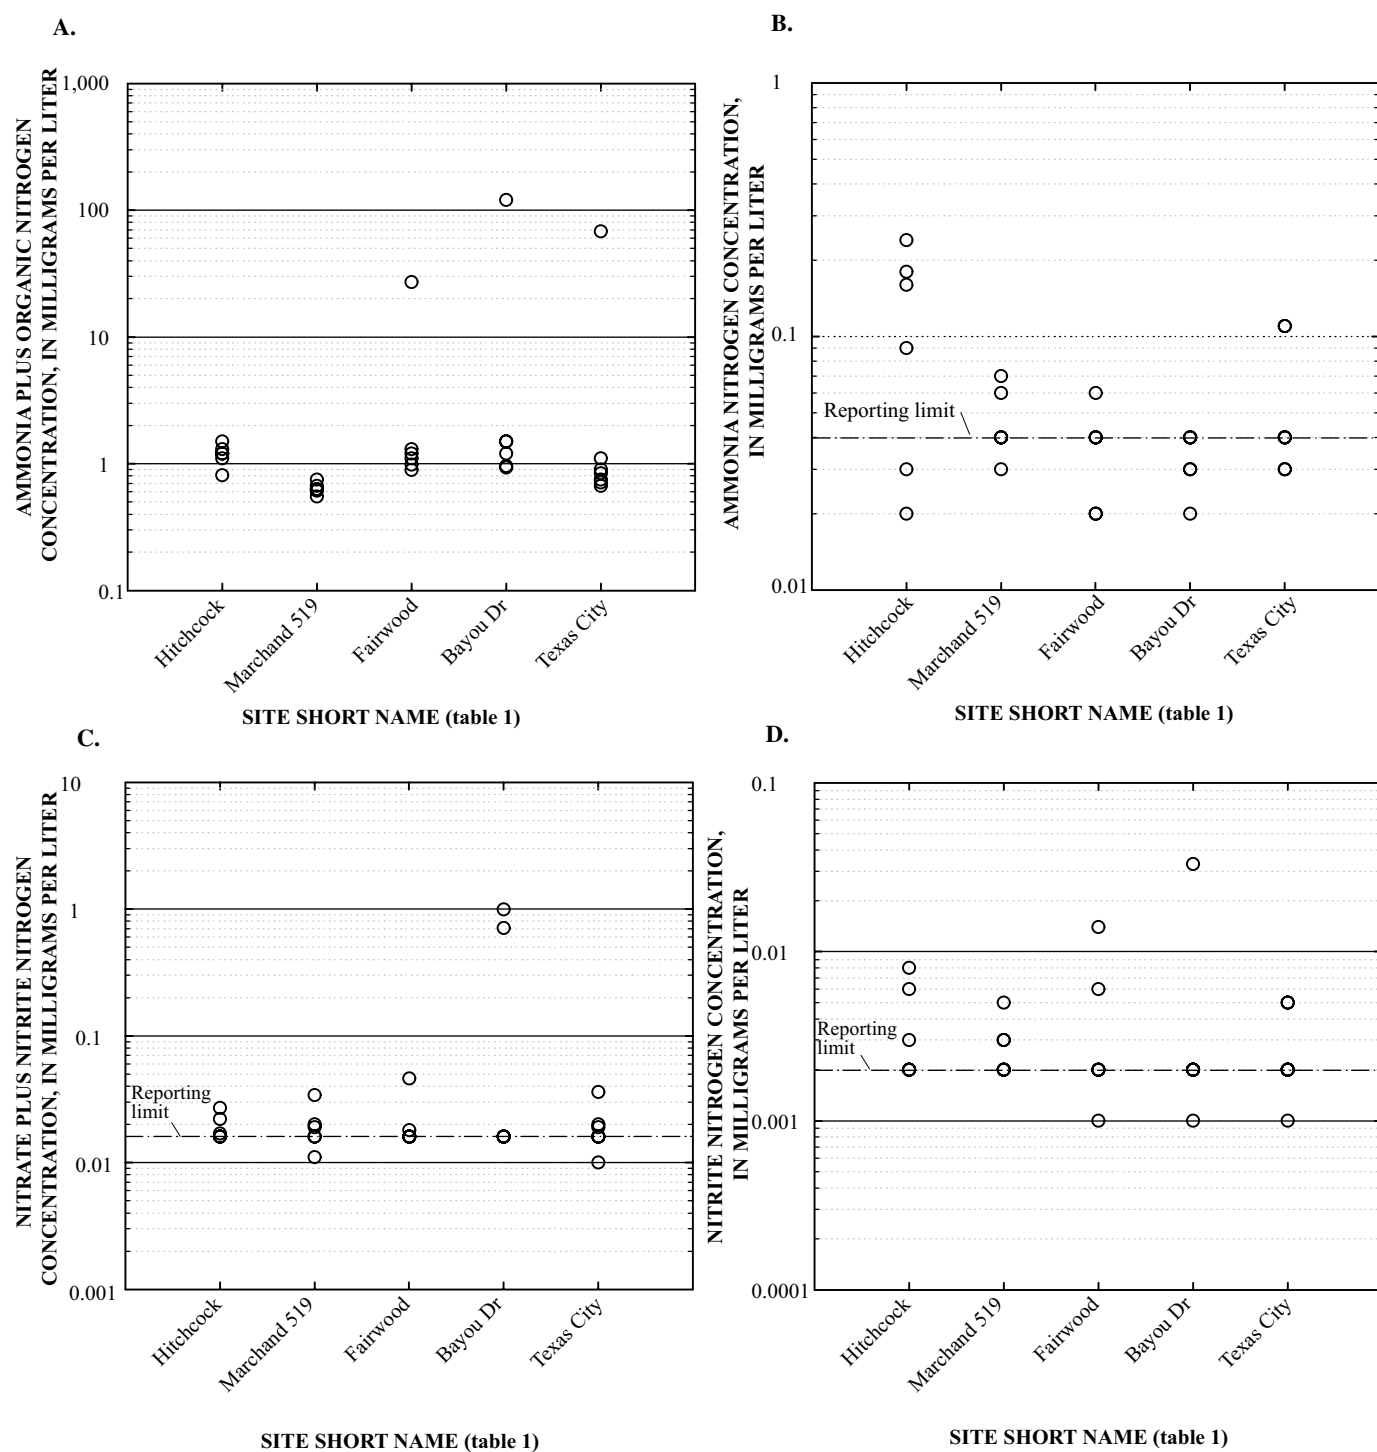 A.
AMMONIA PLUS ORGANIC NITROGEN
CONCENTRATION, IN MILLIGRAMS PER LITER
1,000
100
10
1
0.1
Hitchcock
Marchand 519
Fairwood
Bayou Dr
Texas City
SITE SHORT NAME (table 1)
B.
AMMONIA NITROGEN CONCENTRATION,
IN MILLIGRAMS PER LITER
1
0.1
0.01
Reporting limit
Hitchcock
Marchand 519
Fairwood
Bayou Dr
Texas City
SITE SHORT NAME (table 1)
C.
NITRATE PLUS NITRITE NITROGEN
CONCENTRATION, IN MILLIGRAMS PER LITER
10
1
0.1
0.01
0.001
Reporting
limit
Hitchcock
Marchand 519
Fairwood
Bayou Dr
Texas City
SITE SHORT NAME (table 1)
D.
NITRITE NITROGEN CONCENTRATION,
IN MILLIGRAMS PER LITER
0.1
0.01
0.001
0.0001
Reporting
limit
Hitchcock
Marchand 519
Fairwood
Bayou Dr
Texas City
SITE SHORT NAME (table 1)